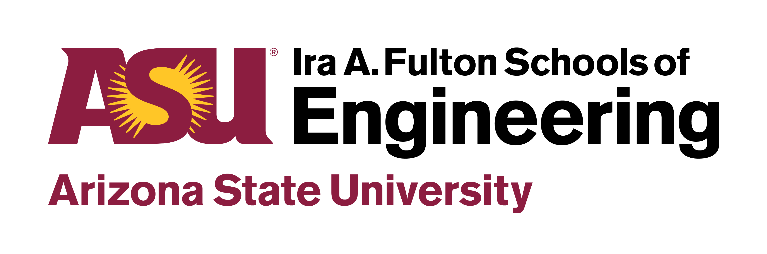 ASU® Ira A. Fulton Schools of
Engineering
Arizona State University